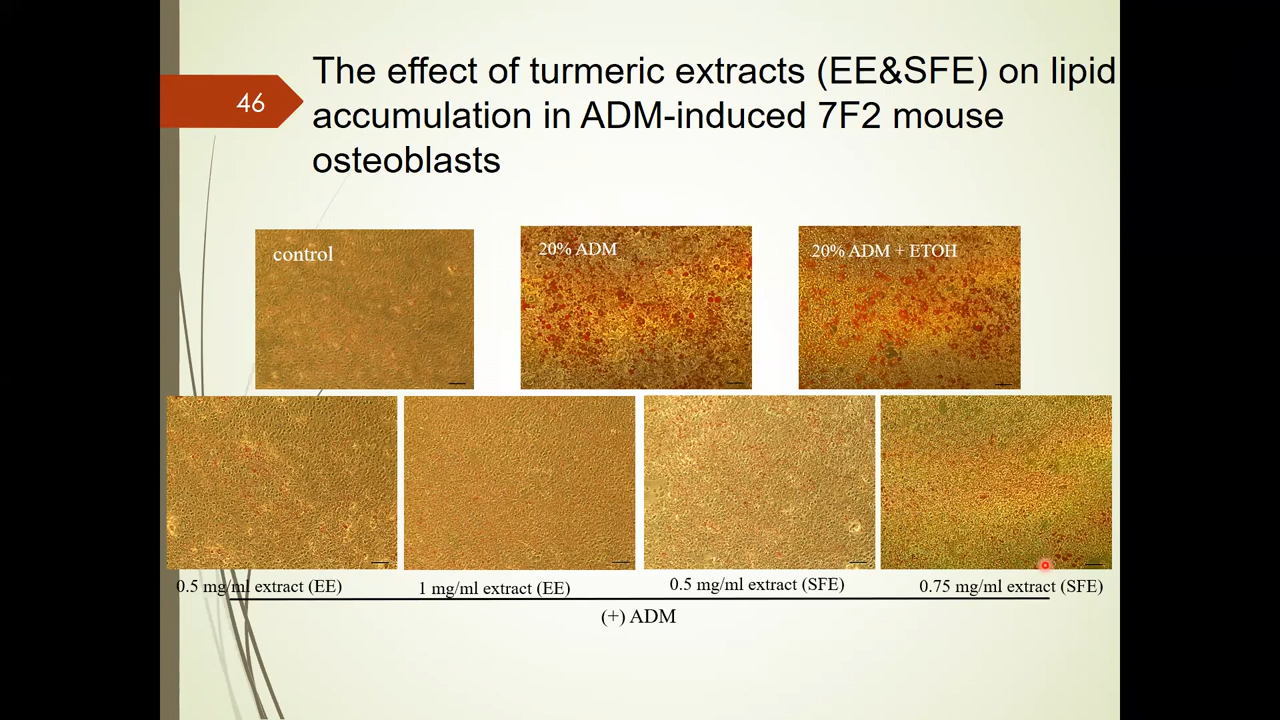 46
The effect of turmeric extracts (EE&SFE) on lipid
accumulation in ADM-induced 7F2 mouse
osteoblasts
control
20% ADM
20% ADM + ETOH
0.5 mg/ml extract (EE)
1 mg/ml extract (EE)
0.5 mg/ml extract (SFE)
0.75 mg/ml extract (SFE)
(+) ADM